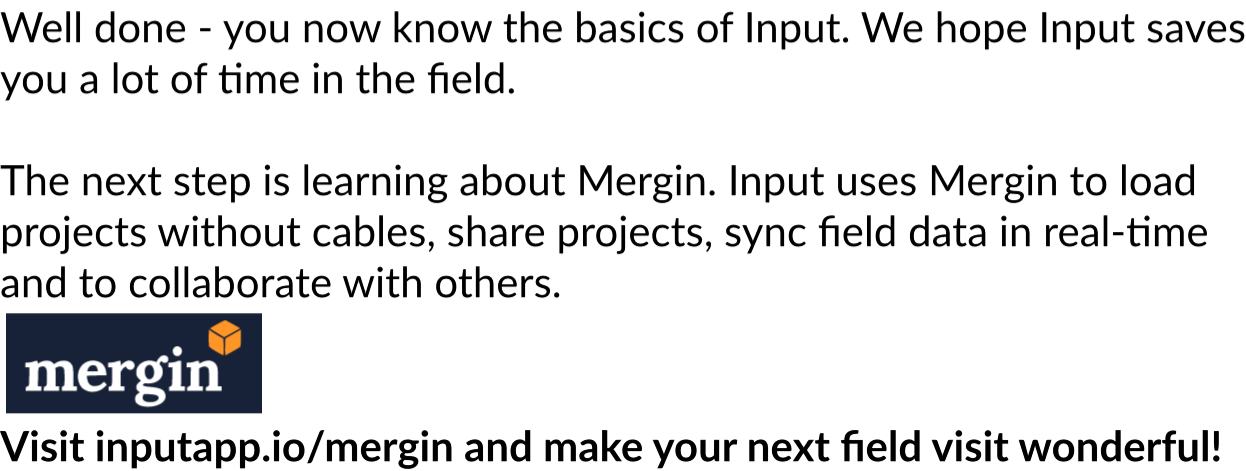 Well done - you now know the basics of Input. We hope Input saves
you a lot of time in the field.
The next step is learning about Mergin. Input uses Mergin to load
projects without cables, share projects, sync field data in real-time
and to collaborate with others.
mergin
Visit inputapp.io/mergin and make your next field visit wonderful!